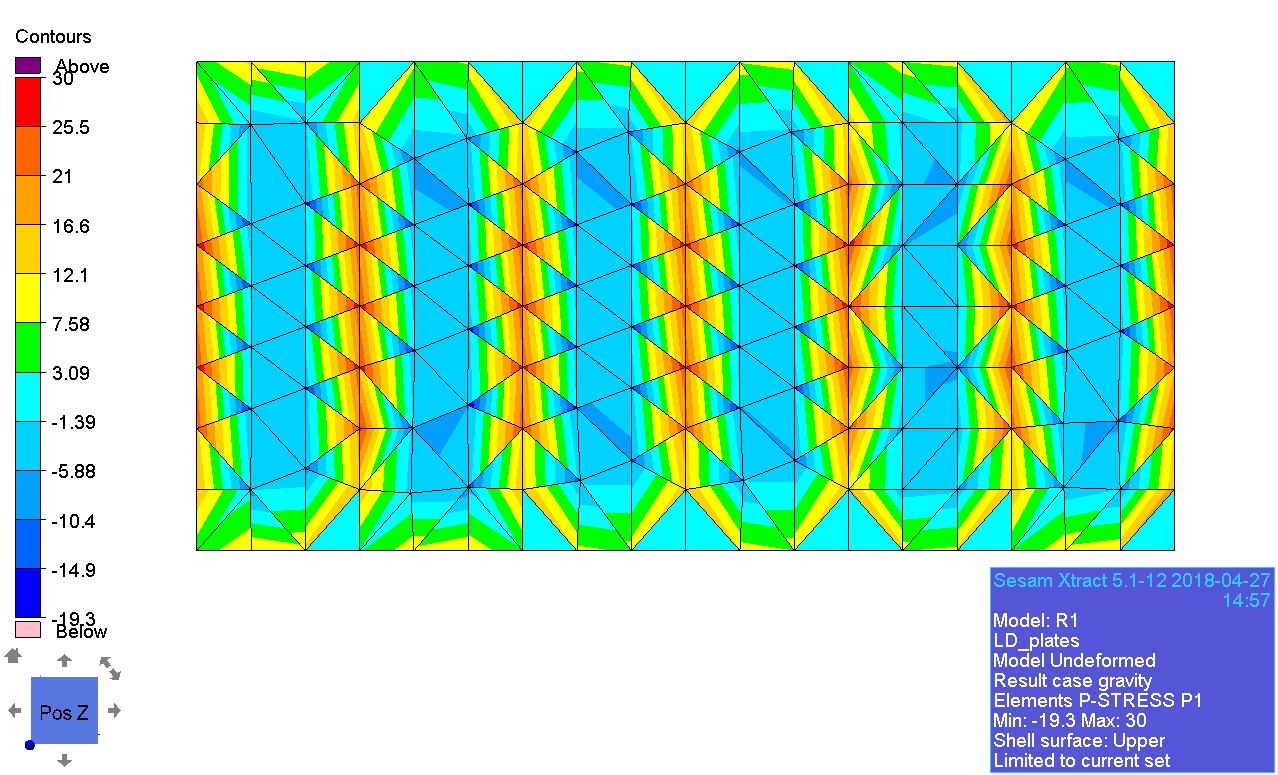 Contours
Above
30
25.5
21
16.6
12.1
7.58
3.09
-1.39
-5.88
-10.4
-14.9
-19.3
Below
Pos Z
Sesam Xtract 5.1-12 2018-04-27
14:57
Model: R1
LD_plates
Model Undeformed
Result case gravity
Elements P-STRESS P1
Min: -19.3 Max: 30
Shell surface: Upper
Limited to current set